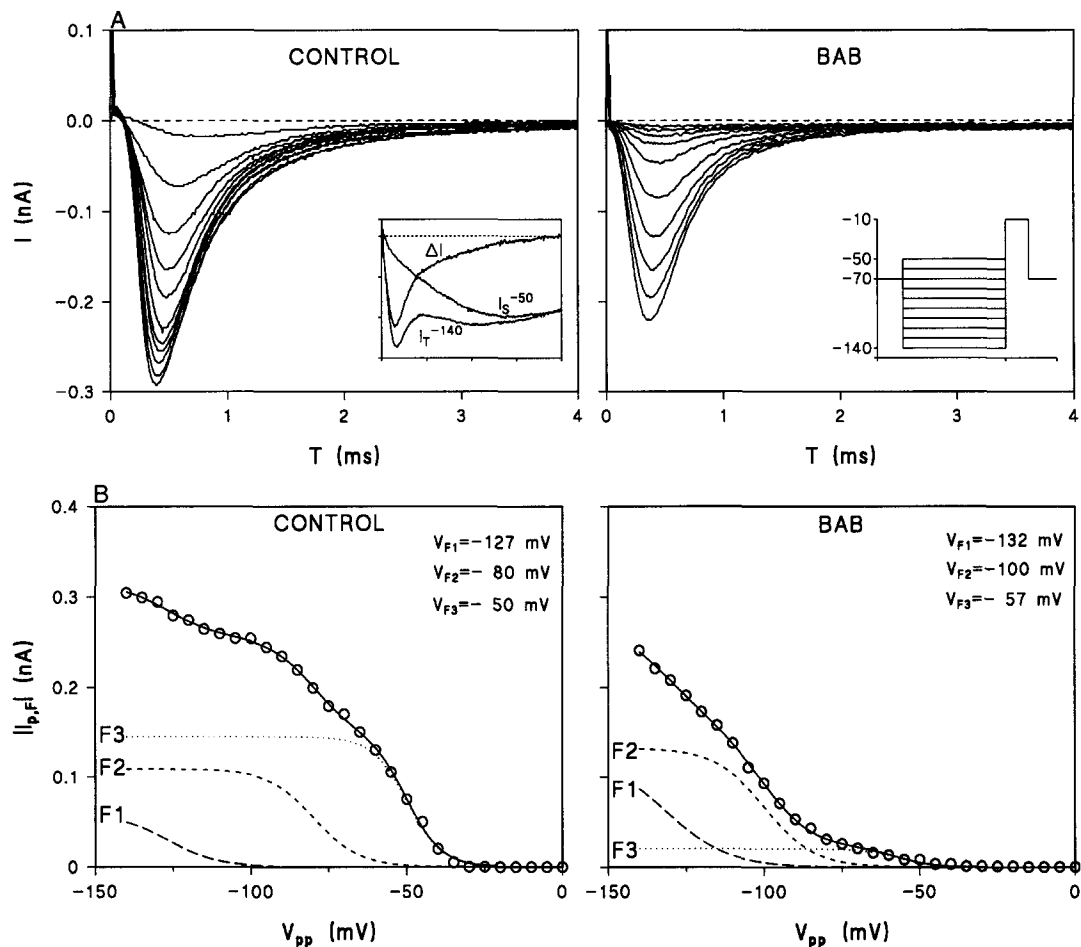 A
CONTROL
BAB
0.1
0.0
−0.1
−0.2
−0.3
I (nA)
ΔI
I_S^−50
I_T^−140
−10
−50
−70
−140
0 1 2 3 4
0 1 2 3 4
T (ms)
T (ms)
B
CONTROL
BAB
0.4
0.3
0.2
0.1
0
|I_p,F| (nA)
V_F1=−127 mV
V_F2=− 80 mV
V_F3=− 50 mV
V_F1=−132 mV
V_F2=−100 mV
V_F3=− 57 mV
F3
F2
F1
F2
F1
F3
−150 −100 −50 0
−150 −100 −50 0
V_pp (mV)
V_pp (mV)